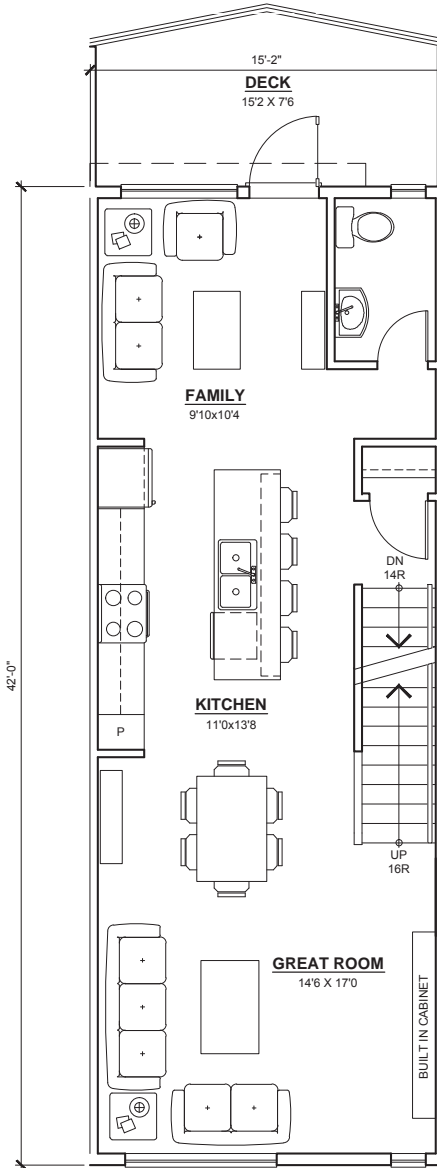 15'-2"
DECK
15'2 X 7'6
FAMILY
9'10x10'4
DN
14R
42'-0"
KITCHEN
11'0x13'8
P
UP
16R
GREAT ROOM
14'6 X 17'0
BUILT IN CABINET